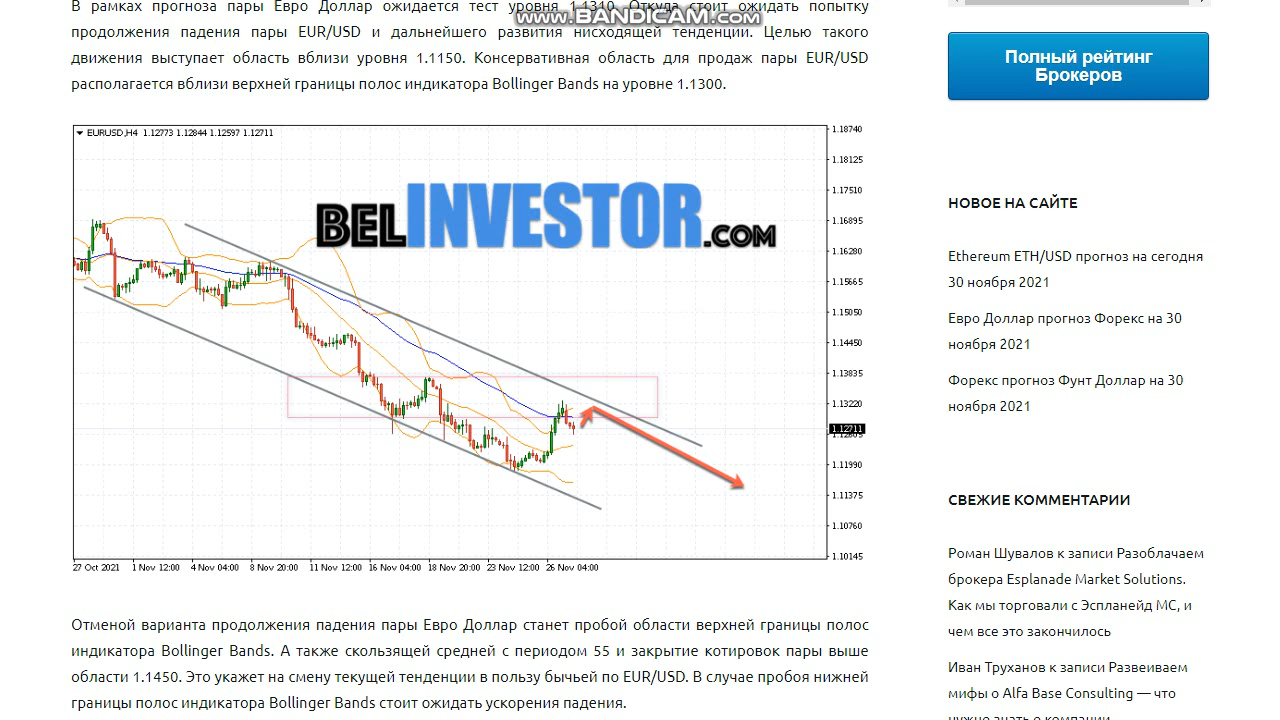 В рамках прогноза пары Евро Доллар ожидается тест уровня 1.1310. Откуда стоит ожидать попытку
www.BANDICAM.com
продолжения падения пары EUR/USD и дальнейшего развития нисходящей тенденции. Целью такого
движения выступает область вблизи уровня 1.1150. Консервативная область для продаж пары EUR/USD
располагается вблизи верхней границы полос индикатора Bollinger Bands на уровне 1.1300.
EURUSD,H4 1.12773 1.12844 1.12597 1.12711
BELINVESTOR.COM
1.18740
1.18125
1.17510
1.16895
1.16280
1.15665
1.15050
1.14450
1.13835
1.13220
1.12711
1.12605
1.11990
1.11375
1.10760
1.10145
27 Oct 2021 1 Nov 12:00 4 Nov 04:00 8 Nov 20:00 11 Nov 12:00 16 Nov 04:00 18 Nov 20:00 23 Nov 12:00 26 Nov 04:00
Отменой варианта продолжения падения пары Евро Доллар станет пробой области верхней границы полос
индикатора Bollinger Bands. А также скользящей средней с периодом 55 и закрытие котировок пары выше
области 1.1450. Это укажет на смену текущей тенденции в пользу бычьей по EUR/USD. В случае пробоя нижней
границы полос индикатора Bollinger Bands стоит ожидать ускорения падения.
Полный рейтинг
Брокеров
НОВОЕ НА САЙТЕ
Ethereum ETH/USD прогноз на сегодня
30 ноября 2021
Евро Доллар прогноз Форекс на 30
ноября 2021
Форекс прогноз Фунт Доллар на 30
ноября 2021
СВЕЖИЕ КОММЕНТАРИИ
Роман Шувалов к записи Разоблачаем
брокера Esplanade Market Solutions.
Как мы торговали с Эспланейд МС, и
чем все это закончилось
Иван Труханов к записи Развеиваем
мифы о Alfa Base Consulting — что
нужно знать о компании